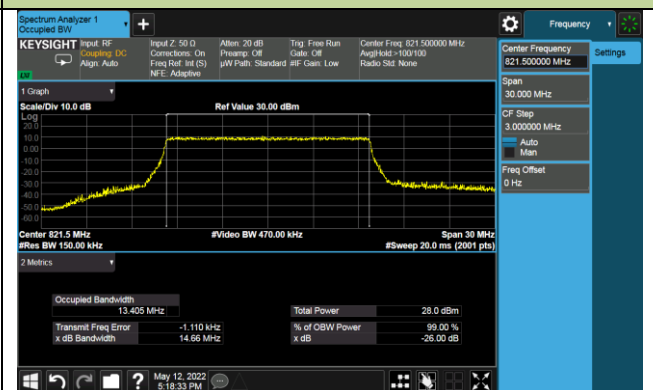 Spectrum Analyzer 1
Occupied BW
Frequency
KEYSIGHT
Input: RF
Coupling: DC
Align: Auto
Input Z: 50 Ω
Corrections: On
Freq Ref: Int (S)
NFE: Adaptive
Atten: 20 dB
Preamp: Off
µW Path: Standard
Trig: Free Run
Gate: Off
#IF Gain: Low
Center Freq: 821.500000 MHz
Avg|Hold:>100/100
Radio Std: None
Center Frequency
821.500000 MHz
Settings
Span
30.000 MHz
CF Step
3.000000 MHz
Auto
Man
Freq Offset
0 Hz
1 Graph
Scale/Div 10.0 dB
Ref Value 30.00 dBm
Log
20.0
10.0
0.00
-10.0
-20.0
-30.0
-40.0
-50.0
-60.0
Center 821.5 MHz
#Video BW 470.00 kHz
Span 30 MHz
#Res BW 150.00 kHz
#Sweep 20.0 ms (2001 pts)
2 Metrics
Occupied Bandwidth
13.405 MHz
Total Power
28.0 dBm
Transmit Freq Error
-1.110 kHz
% of OBW Power
99.00 %
x dB Bandwidth
14.66 MHz
x dB
-26.00 dB
May 12, 2022
5:18:33 PM